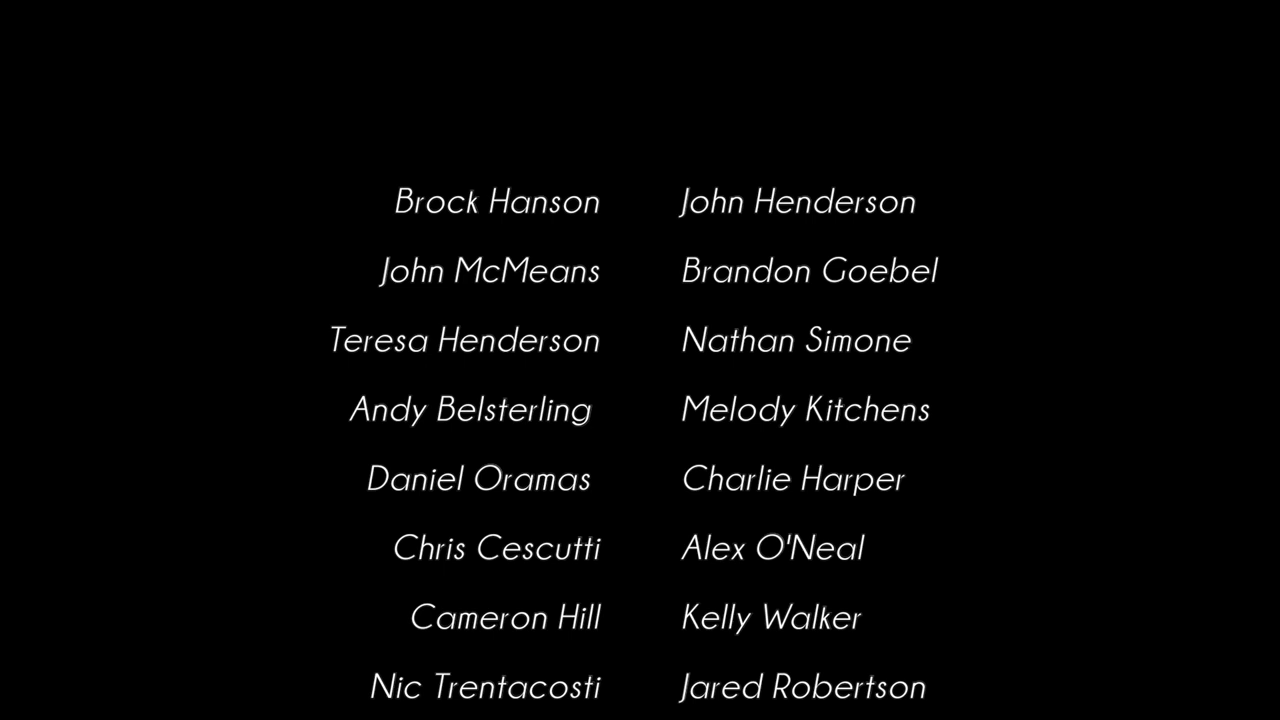 Brock Hanson John Henderson
John McMeans Brandon Goebel
Teresa Henderson Nathan Simone
Andy Belsterling Melody Kitchens
Daniel Oramas Charlie Harper
Chris Cescutti Alex O'Neal
Cameron Hill Kelly Walker
Nic Trentacosti Jared Robertson